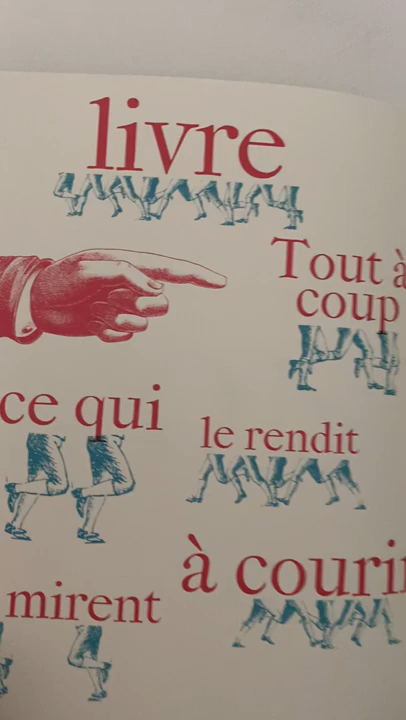 livre
Tout à
coup
ce qui
le rendit
à courir
mirent